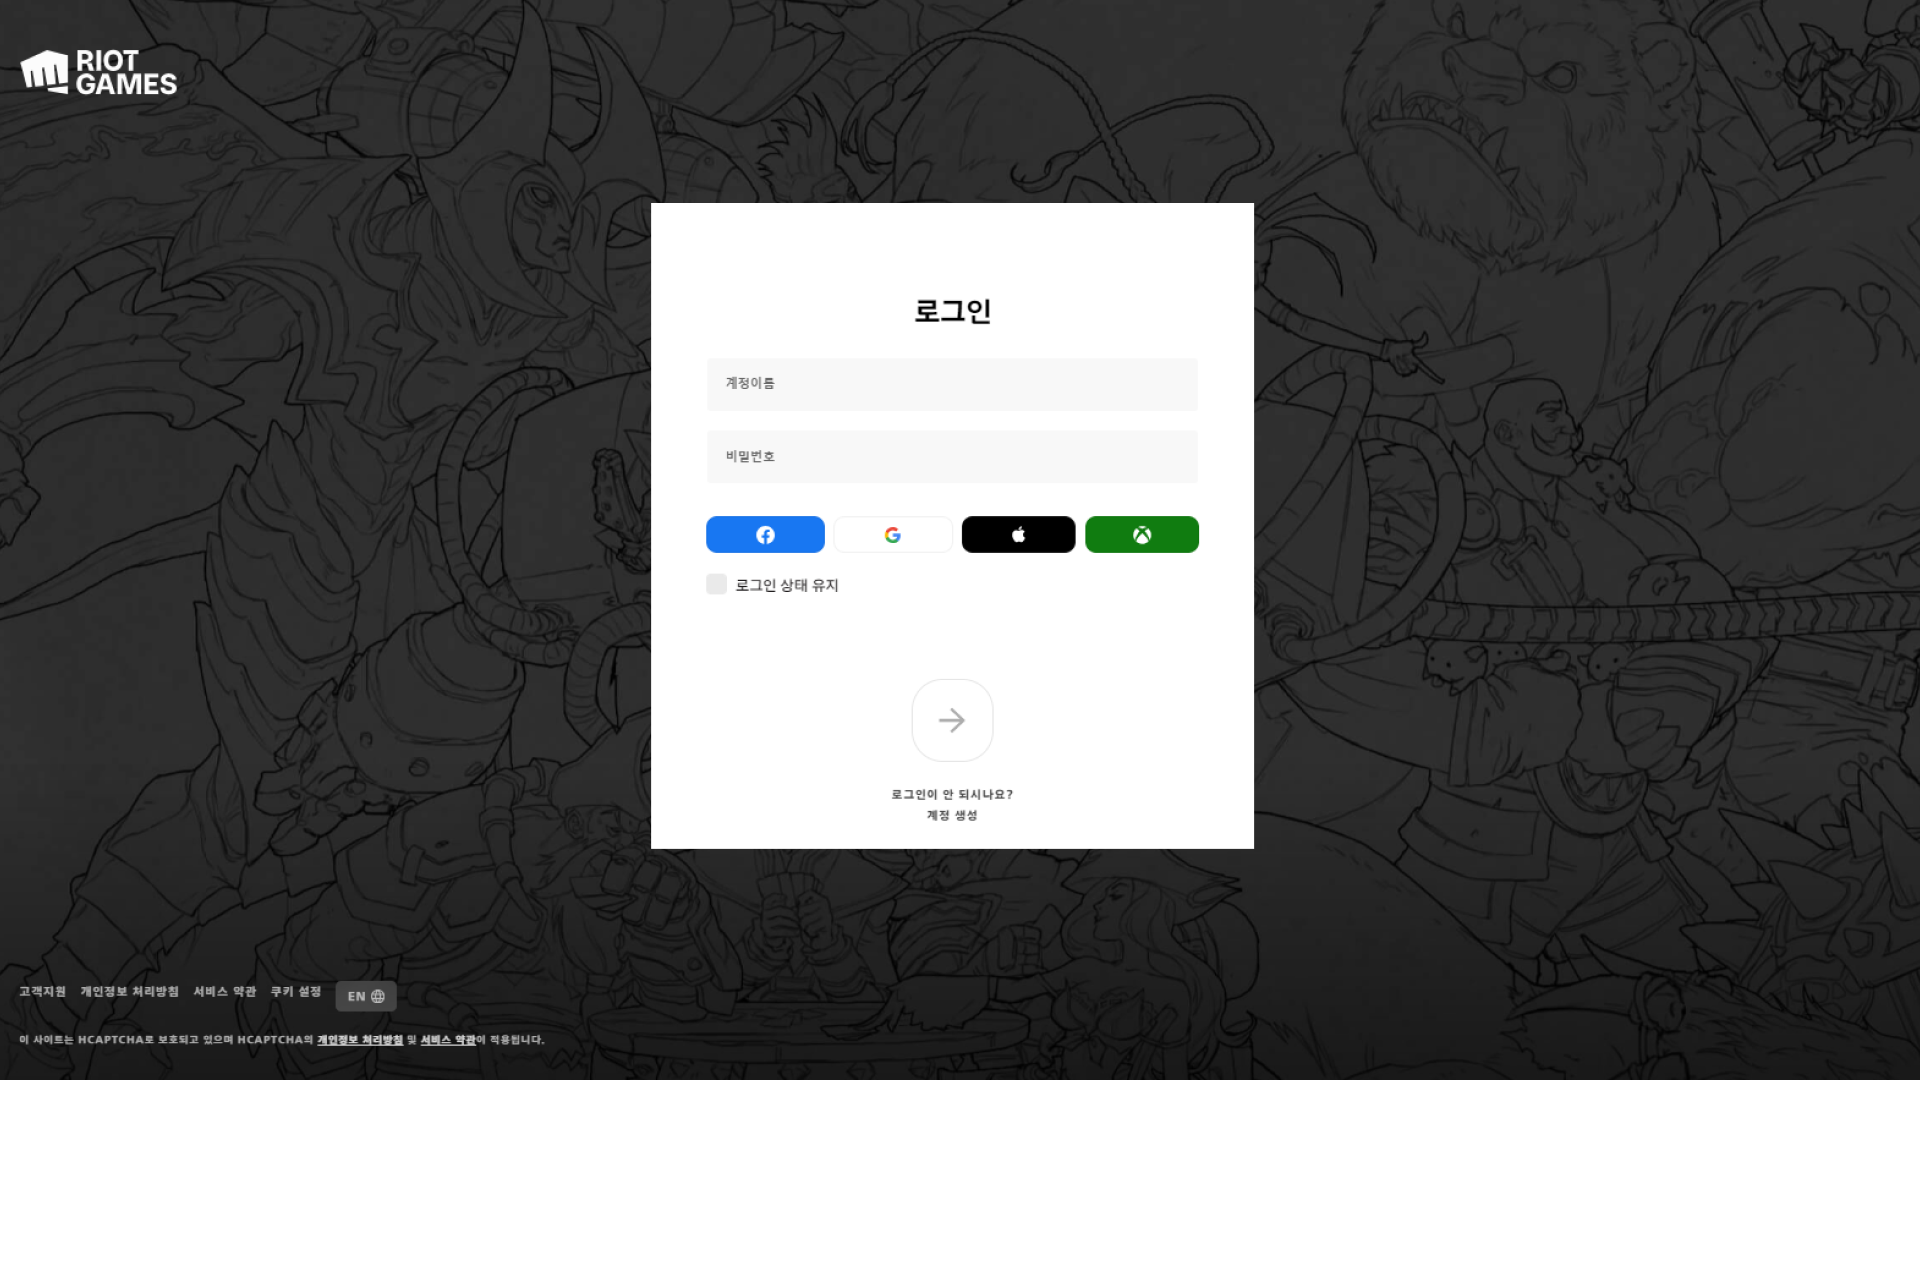 RIOT
GAMES
로그인
계정이름
비밀번호
로그인 상태 유지
로그인이 안 되시나요?
계정 생성
고객지원 개인정보 처리방침 서비스 약관 쿠키 설정 EN
이 사이트는 HCAPTCHA로 보호되고 있으며 HCAPTCHA의 개인정보 처리방침 및 서비스 약관이 적용됩니다.